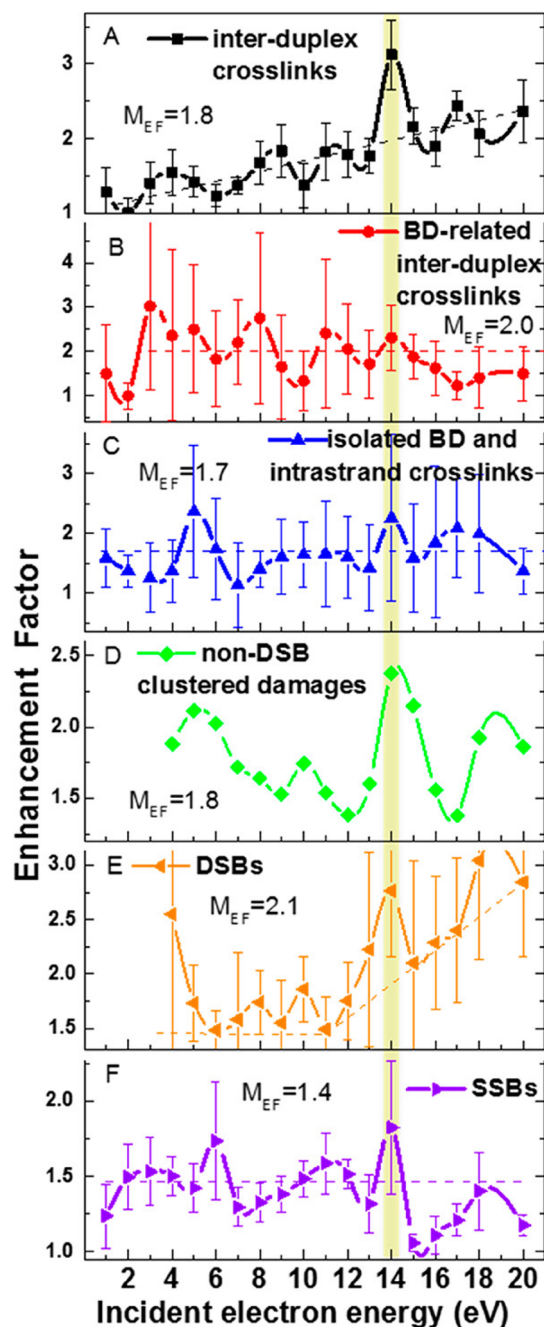 A
inter-duplex
crosslinks
M_EF=1.8
3
2
1
B
BD-related
inter-duplex
crosslinks
M_EF=2.0
4
3
2
1
C
isolated BD and
intrastrand crosslinks
M_EF=1.7
3
2
1
D
non-DSB
clustered damages
M_EF=1.8
2.5
2.0
1.5
E
DSBs
M_EF=2.1
3.0
2.5
2.0
1.5
F
M_EF=1.4
SSBs
2.0
1.5
1.0
2 4 6 8 10 12 14 16 18 20
Incident electron energy (eV)
Enhancement Factor